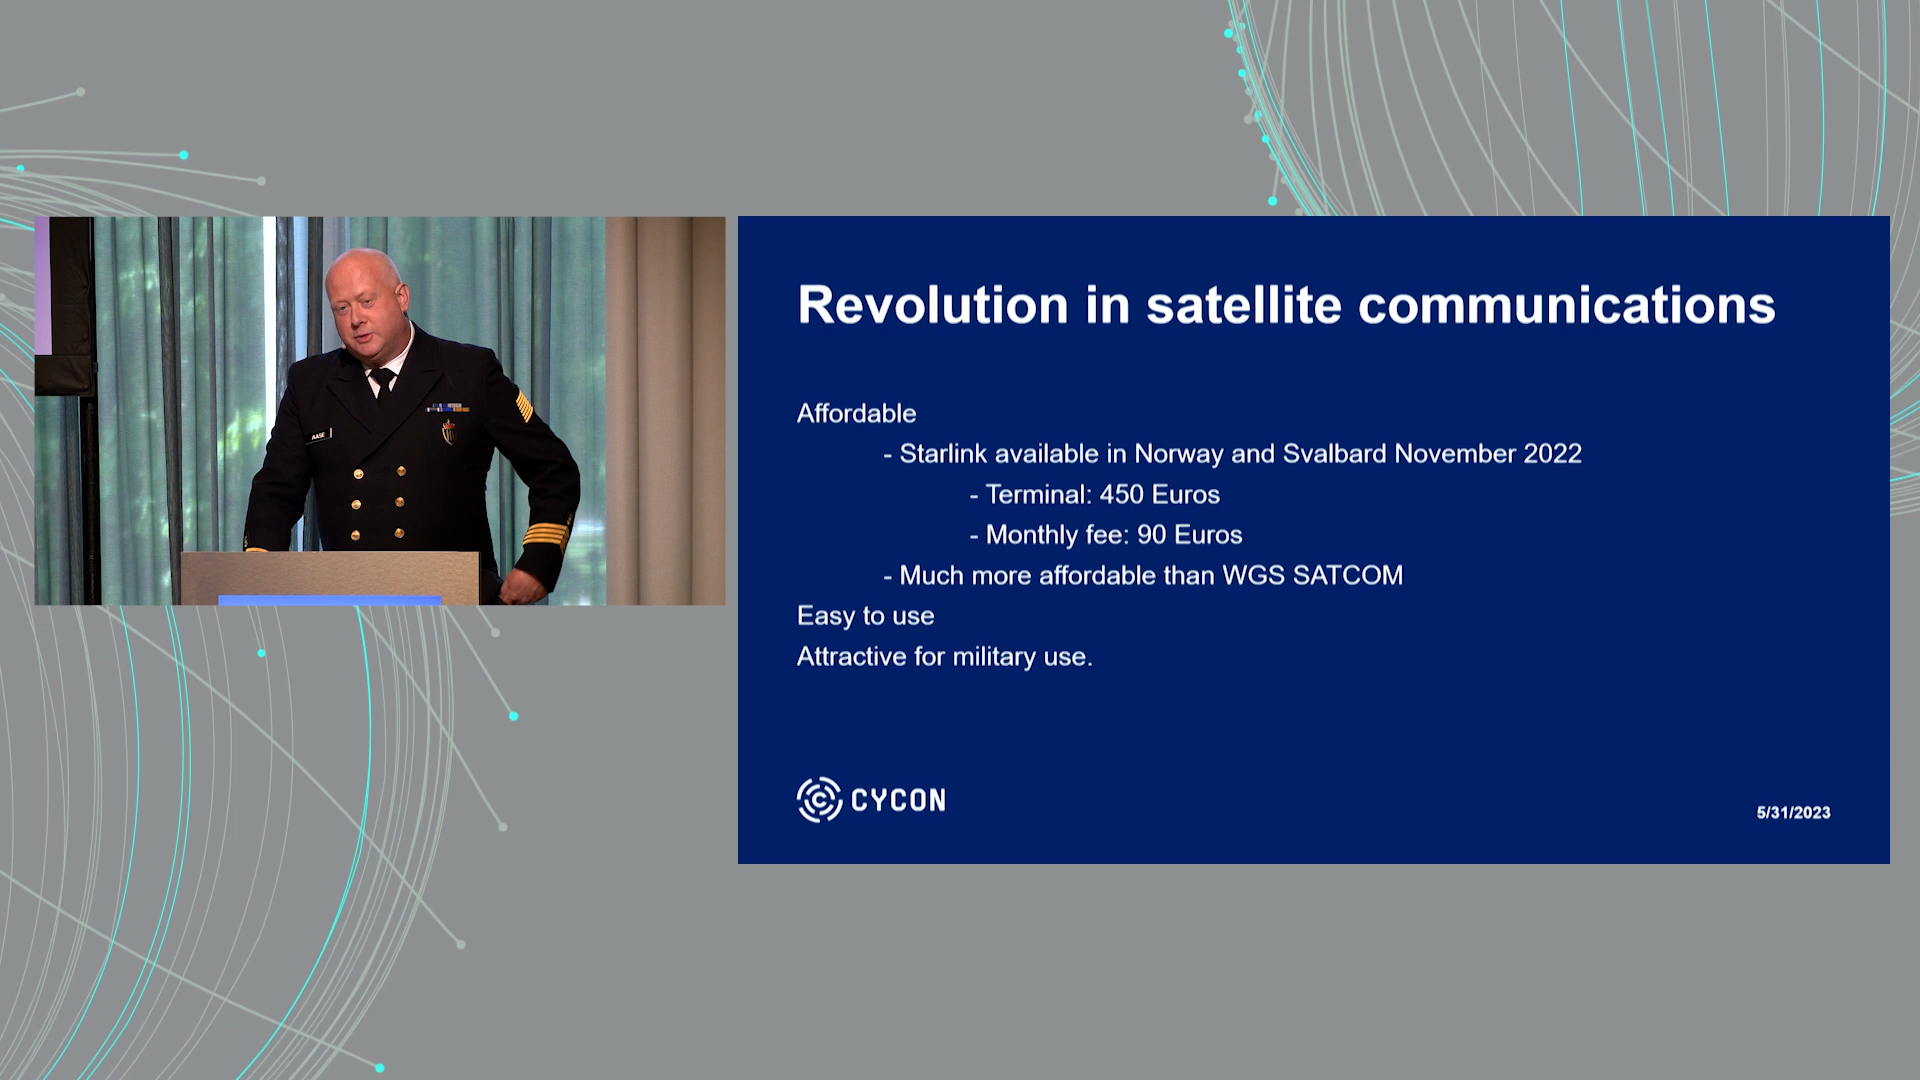 AASE
Revolution in satellite communications
Affordable
- Starlink available in Norway and Svalbard November 2022
- Terminal: 450 Euros
- Monthly fee: 90 Euros
- Much more affordable than WGS SATCOM
Easy to use
Attractive for military use.
CYCON
5/31/2023